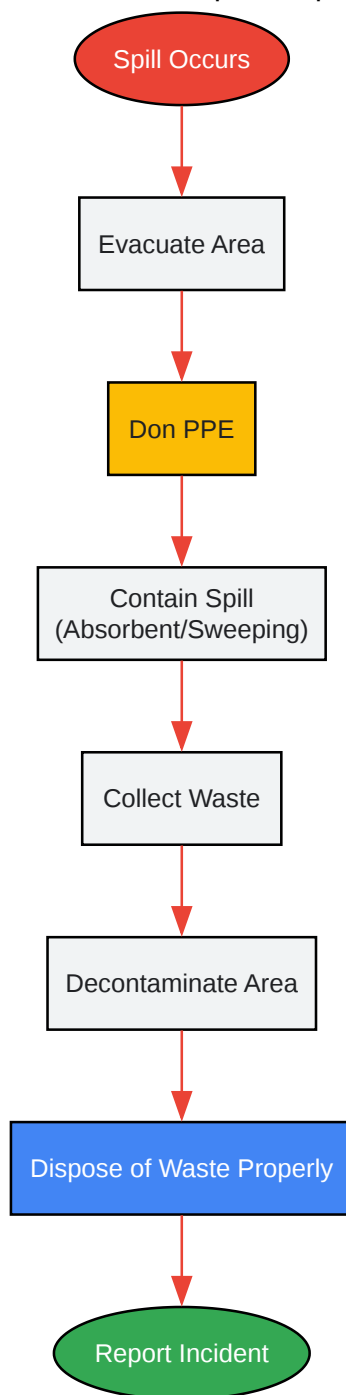 Spill Occurs
Evacuate Area
Don PPE
Contain Spill
(Absorbent/Sweeping)
Collect Waste
Decontaminate Area
Dispose of Waste Properly
Report Incident